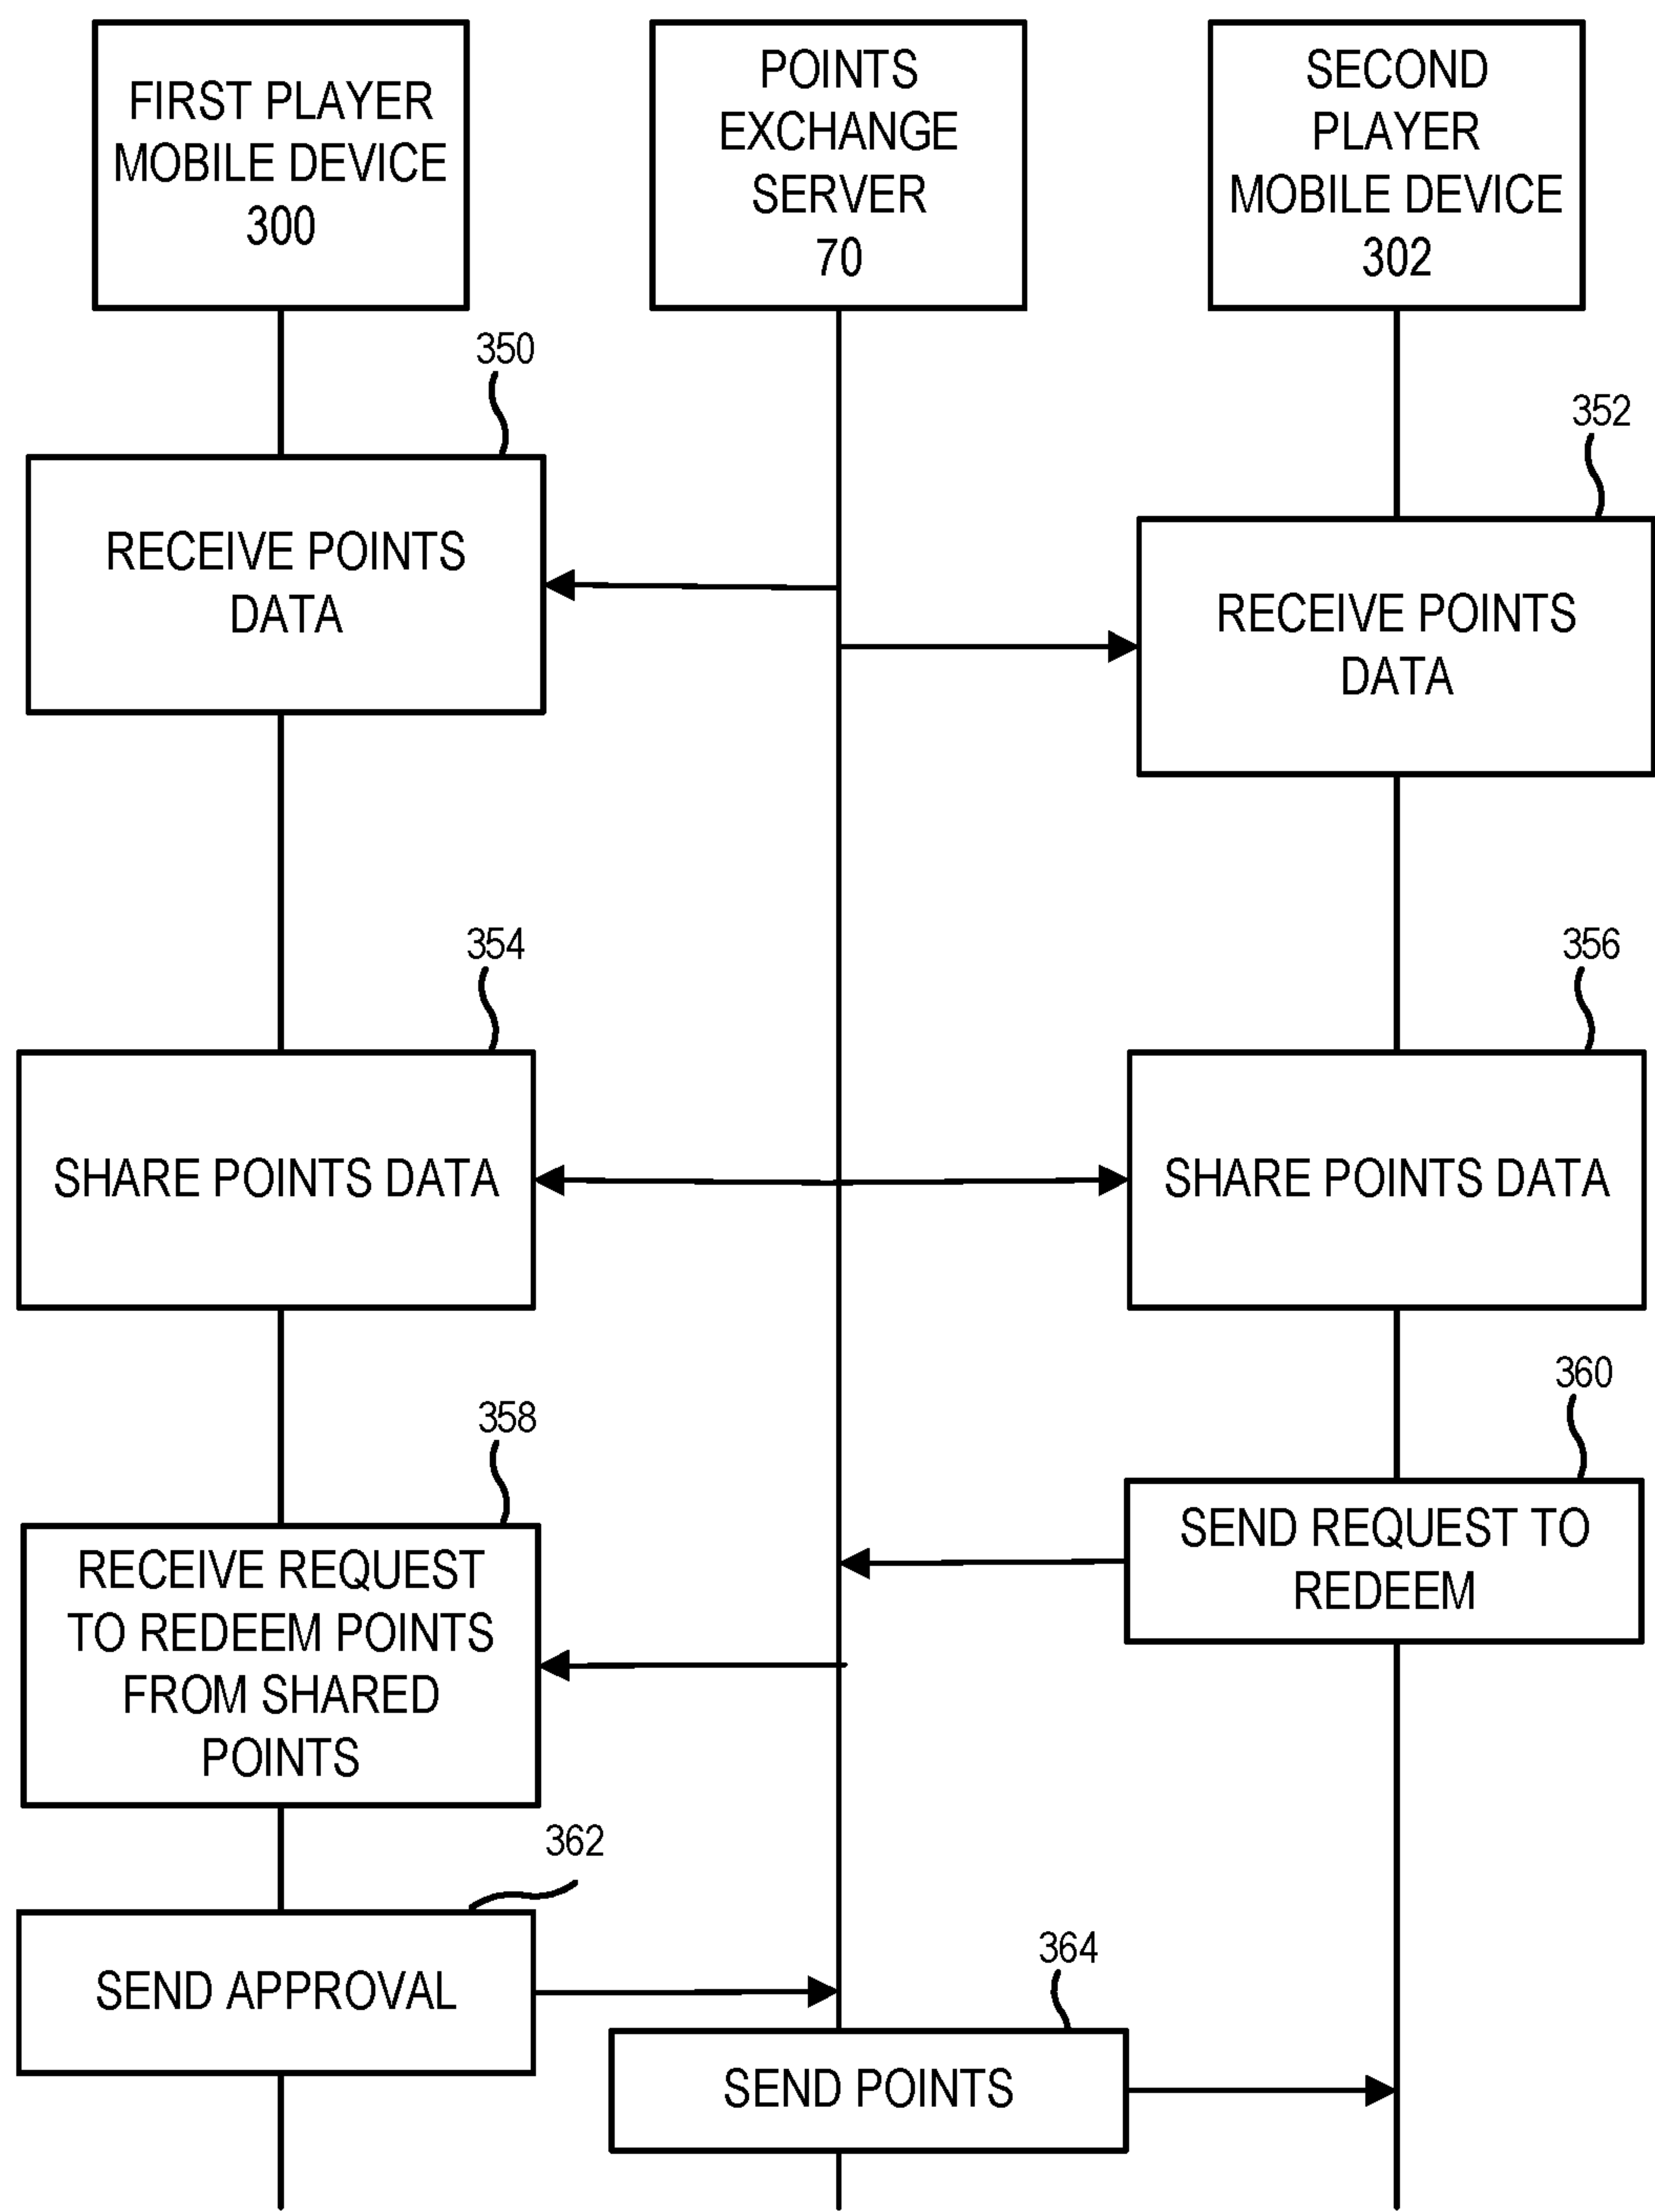 FIRST PLAYER
MOBILE DEVICE
300
POINTS
EXCHANGE
SERVER
70
SECOND
PLAYER
MOBILE DEVICE
302
350
RECEIVE POINTS
DATA
352
RECEIVE POINTS
DATA
354
SHARE POINTS DATA
356
SHARE POINTS DATA
360
SEND REQUEST TO
REDEEM
358
RECEIVE REQUEST
TO REDEEM POINTS
FROM SHARED
POINTS
362
SEND APPROVAL
364
SEND POINTS